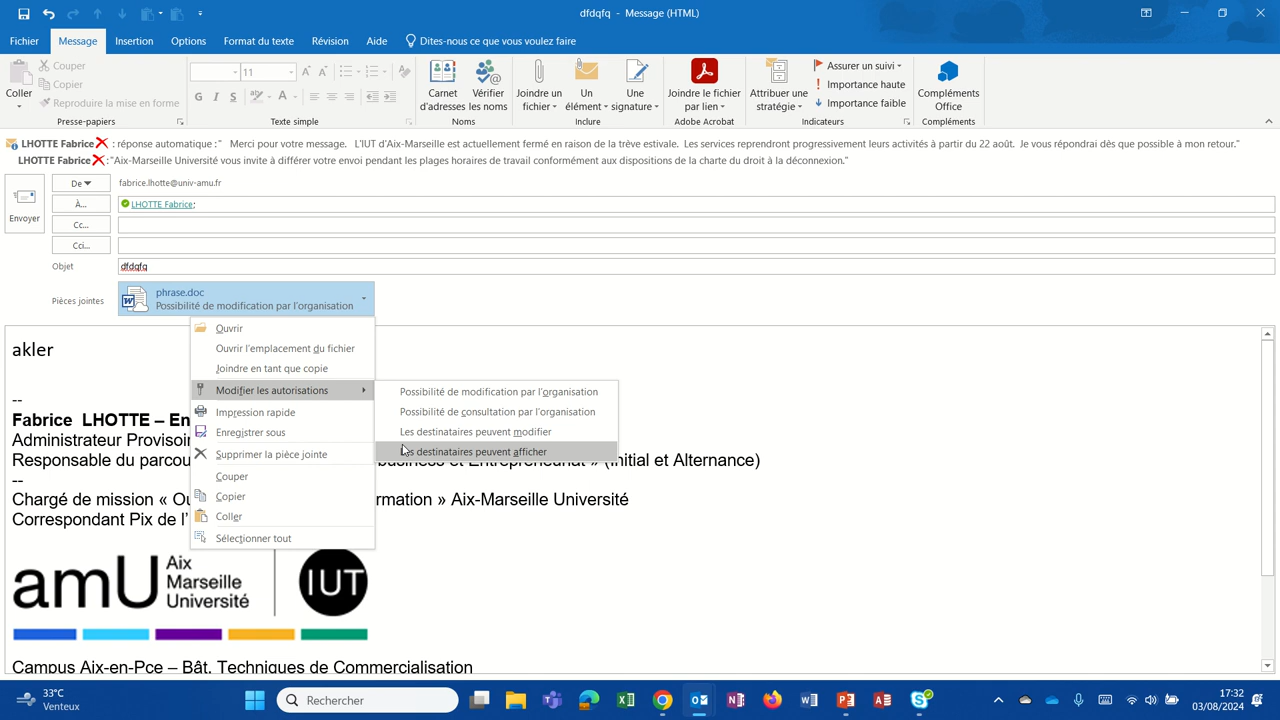 dfdqfq - Message (HTML)
Fichier Message Insertion Options Format du texte Révision Aide Dites-nous ce que vous voulez faire
Coller
Couper
Copier
Reproduire la mise en forme
Presse-papiers
11
G I S
Texte simple
Carnet d'adresses
Vérifier les noms
Noms
Joindre un fichier
Un élément
Une signature
Inclure
Joindre le fichier par lien
Adobe Acrobat
Attribuer une stratégie
Assurer un suivi
Importance haute
Importance faible
Indicateurs
Compléments Office
Compléments
LHOTTE Fabrice : réponse automatique :" Merci pour votre message. L'IUT d'Aix-Marseille est actuellement fermé en raison de la trêve estivale. Les services reprendront progressivement leurs activités à partir du 22 août. Je vous répondrai dès que possible à mon retour."
LHOTTE Fabrice :"Aix-Marseille Université vous invite à différer votre envoi pendant les plages horaires de travail conformément aux dispositions de la charte du droit à la déconnexion."
Envoyer
De fabrice.lhotte@univ-amu.fr
À... LHOTTE Fabrice;
Cc...
Cci...
Objet dfdqfq
Pièces jointes
phrase.doc
Possibilité de modification par l'organisation
Ouvrir
Ouvrir l'emplacement du fichier
Joindre en tant que copie
Modifier les autorisations
Impression rapide
Enregistrer sous
Supprimer la pièce jointe
Couper
Copier
Coller
Sélectionner tout
Possibilité de modification par l'organisation
Possibilité de consultation par l'organisation
Les destinataires peuvent modifier
Les destinataires peuvent afficher
akler
--
Fabrice LHOTTE – En
Administrateur Provisoir
Responsable du parcou business et Entrepreneuriat » (Initial et Alternance)
--
Chargé de mission « Ou rmation » Aix-Marseille Université
Correspondant Pix de l'
amU Aix Marseille Université IUT
Campus Aix-en-Pce – Bât. Techniques de Commercialisation
33°C
Venteux
Rechercher
17:32
03/08/2024